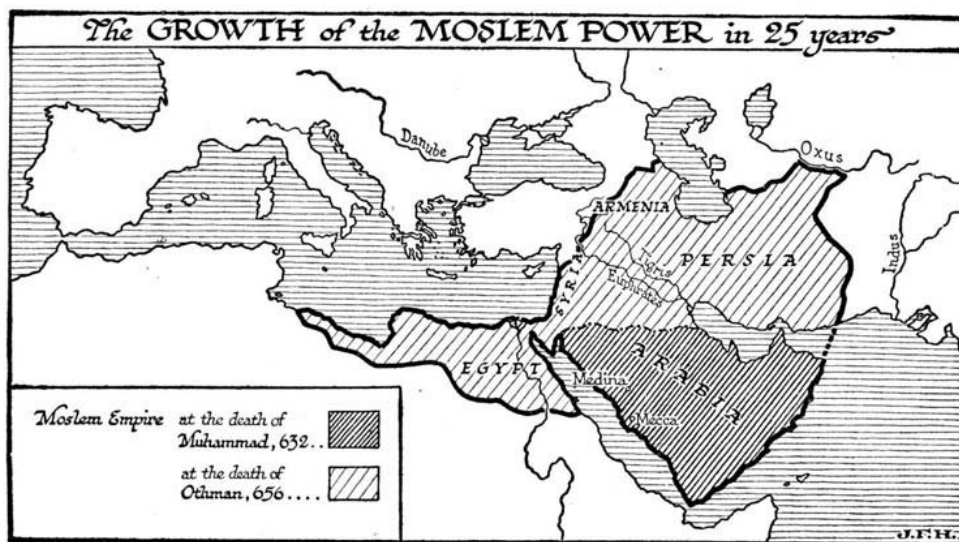 The GROWTH of the MOSLEM POWER in 25 years
Danube
Oxus
ARMENIA
Indus
PERSIA
Tigris
SYRIA
Euphrates
ARABIA
EGYPT
Medina
Mecca
Moslem Empire at the death of
Muhammad, 632..
at the death of
Othman, 656....
J.F.H.